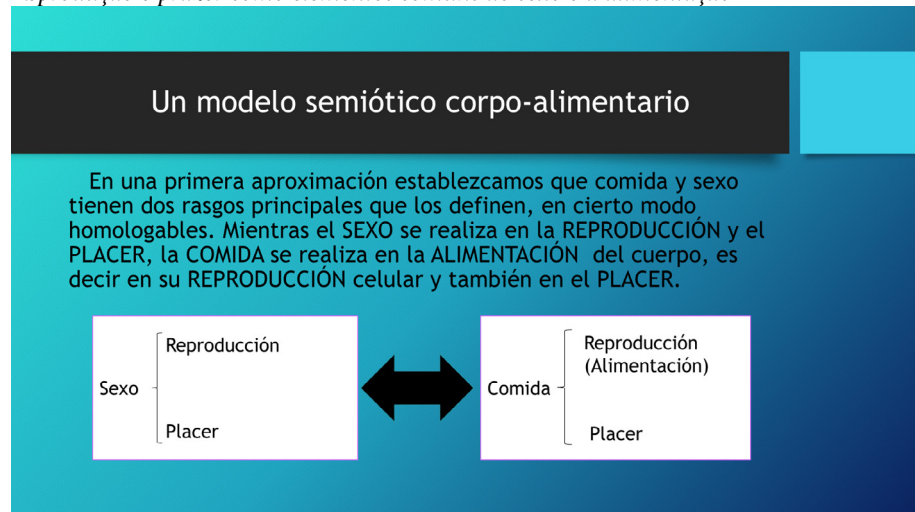 Un modelo semiótico corpo-alimentario
En una primera aproximación establezcamos que comida y sexo
tienen dos rasgos principales que los definen, en cierto modo
homologables. Mientras el SEXO se realiza en la REPRODUCCIÓN y el
PLACER, la COMIDA se realiza en la ALIMENTACIÓN del cuerpo, es
decir en su REPRODUCCIÓN celular y también en el PLACER.
Sexo
Reproducción
Placer
Comida
Reproducción
(Alimentación)
Placer